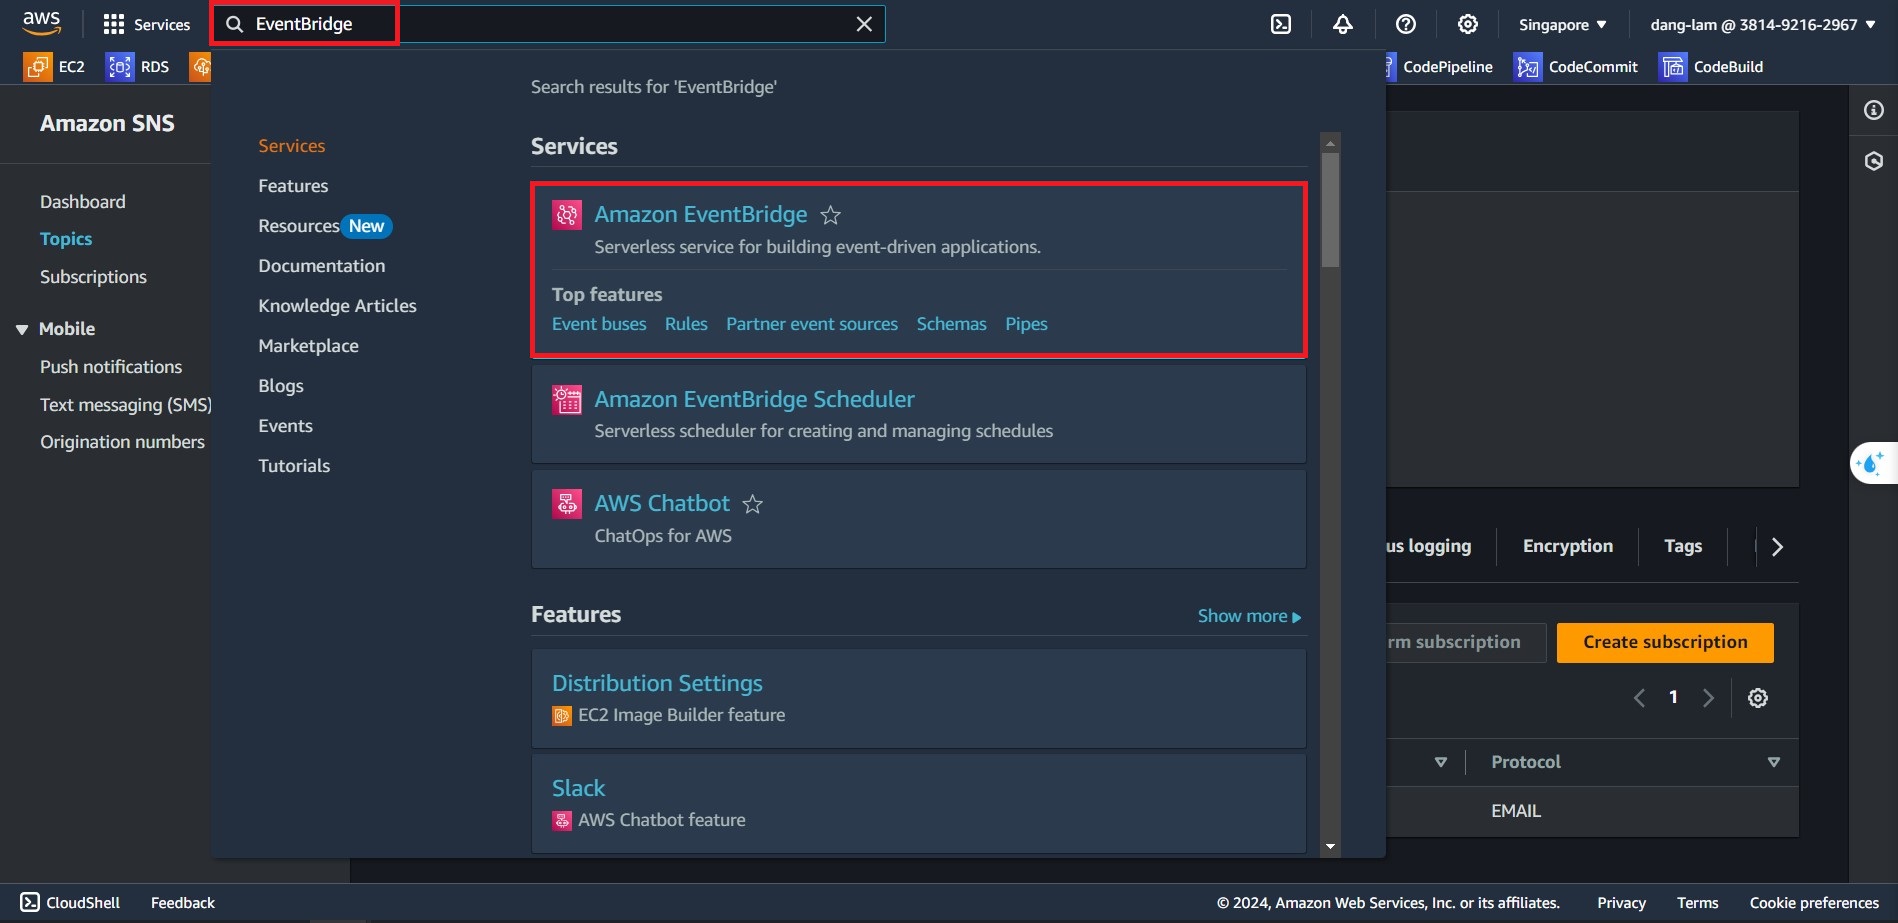 aws
Services
EventBridge
Singapore
dang-lam @ 3814-9216-2967
EC2
RDS
CodePipeline
CodeCommit
CodeBuild
Amazon SNS
Dashboard
Topics
Subscriptions
Mobile
Push notifications
Text messaging (SMS)
Origination numbers
Search results for 'EventBridge'
Services
Features
Resources New
Documentation
Knowledge Articles
Marketplace
Blogs
Events
Tutorials
Services
Amazon EventBridge
Serverless service for building event-driven applications.
Top features
Event buses Rules Partner event sources Schemas Pipes
Amazon EventBridge Scheduler
Serverless scheduler for creating and managing schedules
AWS Chatbot
ChatOps for AWS
Features
Show more
Distribution Settings
EC2 Image Builder feature
Slack
AWS Chatbot feature
us logging
Encryption
Tags
rm subscription
Create subscription
1
Protocol
EMAIL
CloudShell
Feedback
© 2024, Amazon Web Services, Inc. or its affiliates.
Privacy
Terms
Cookie preferences